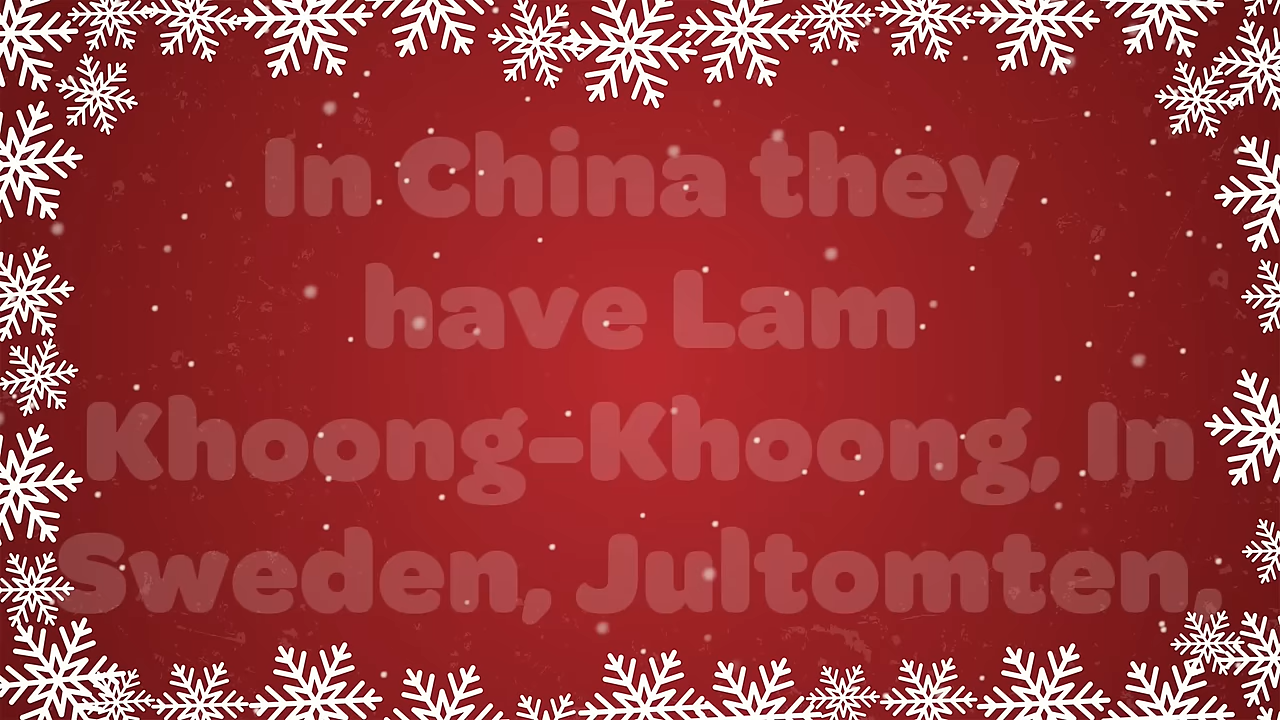 In China they
have Lam
Khoong-Khoong, In
Sweden, Jultomten.